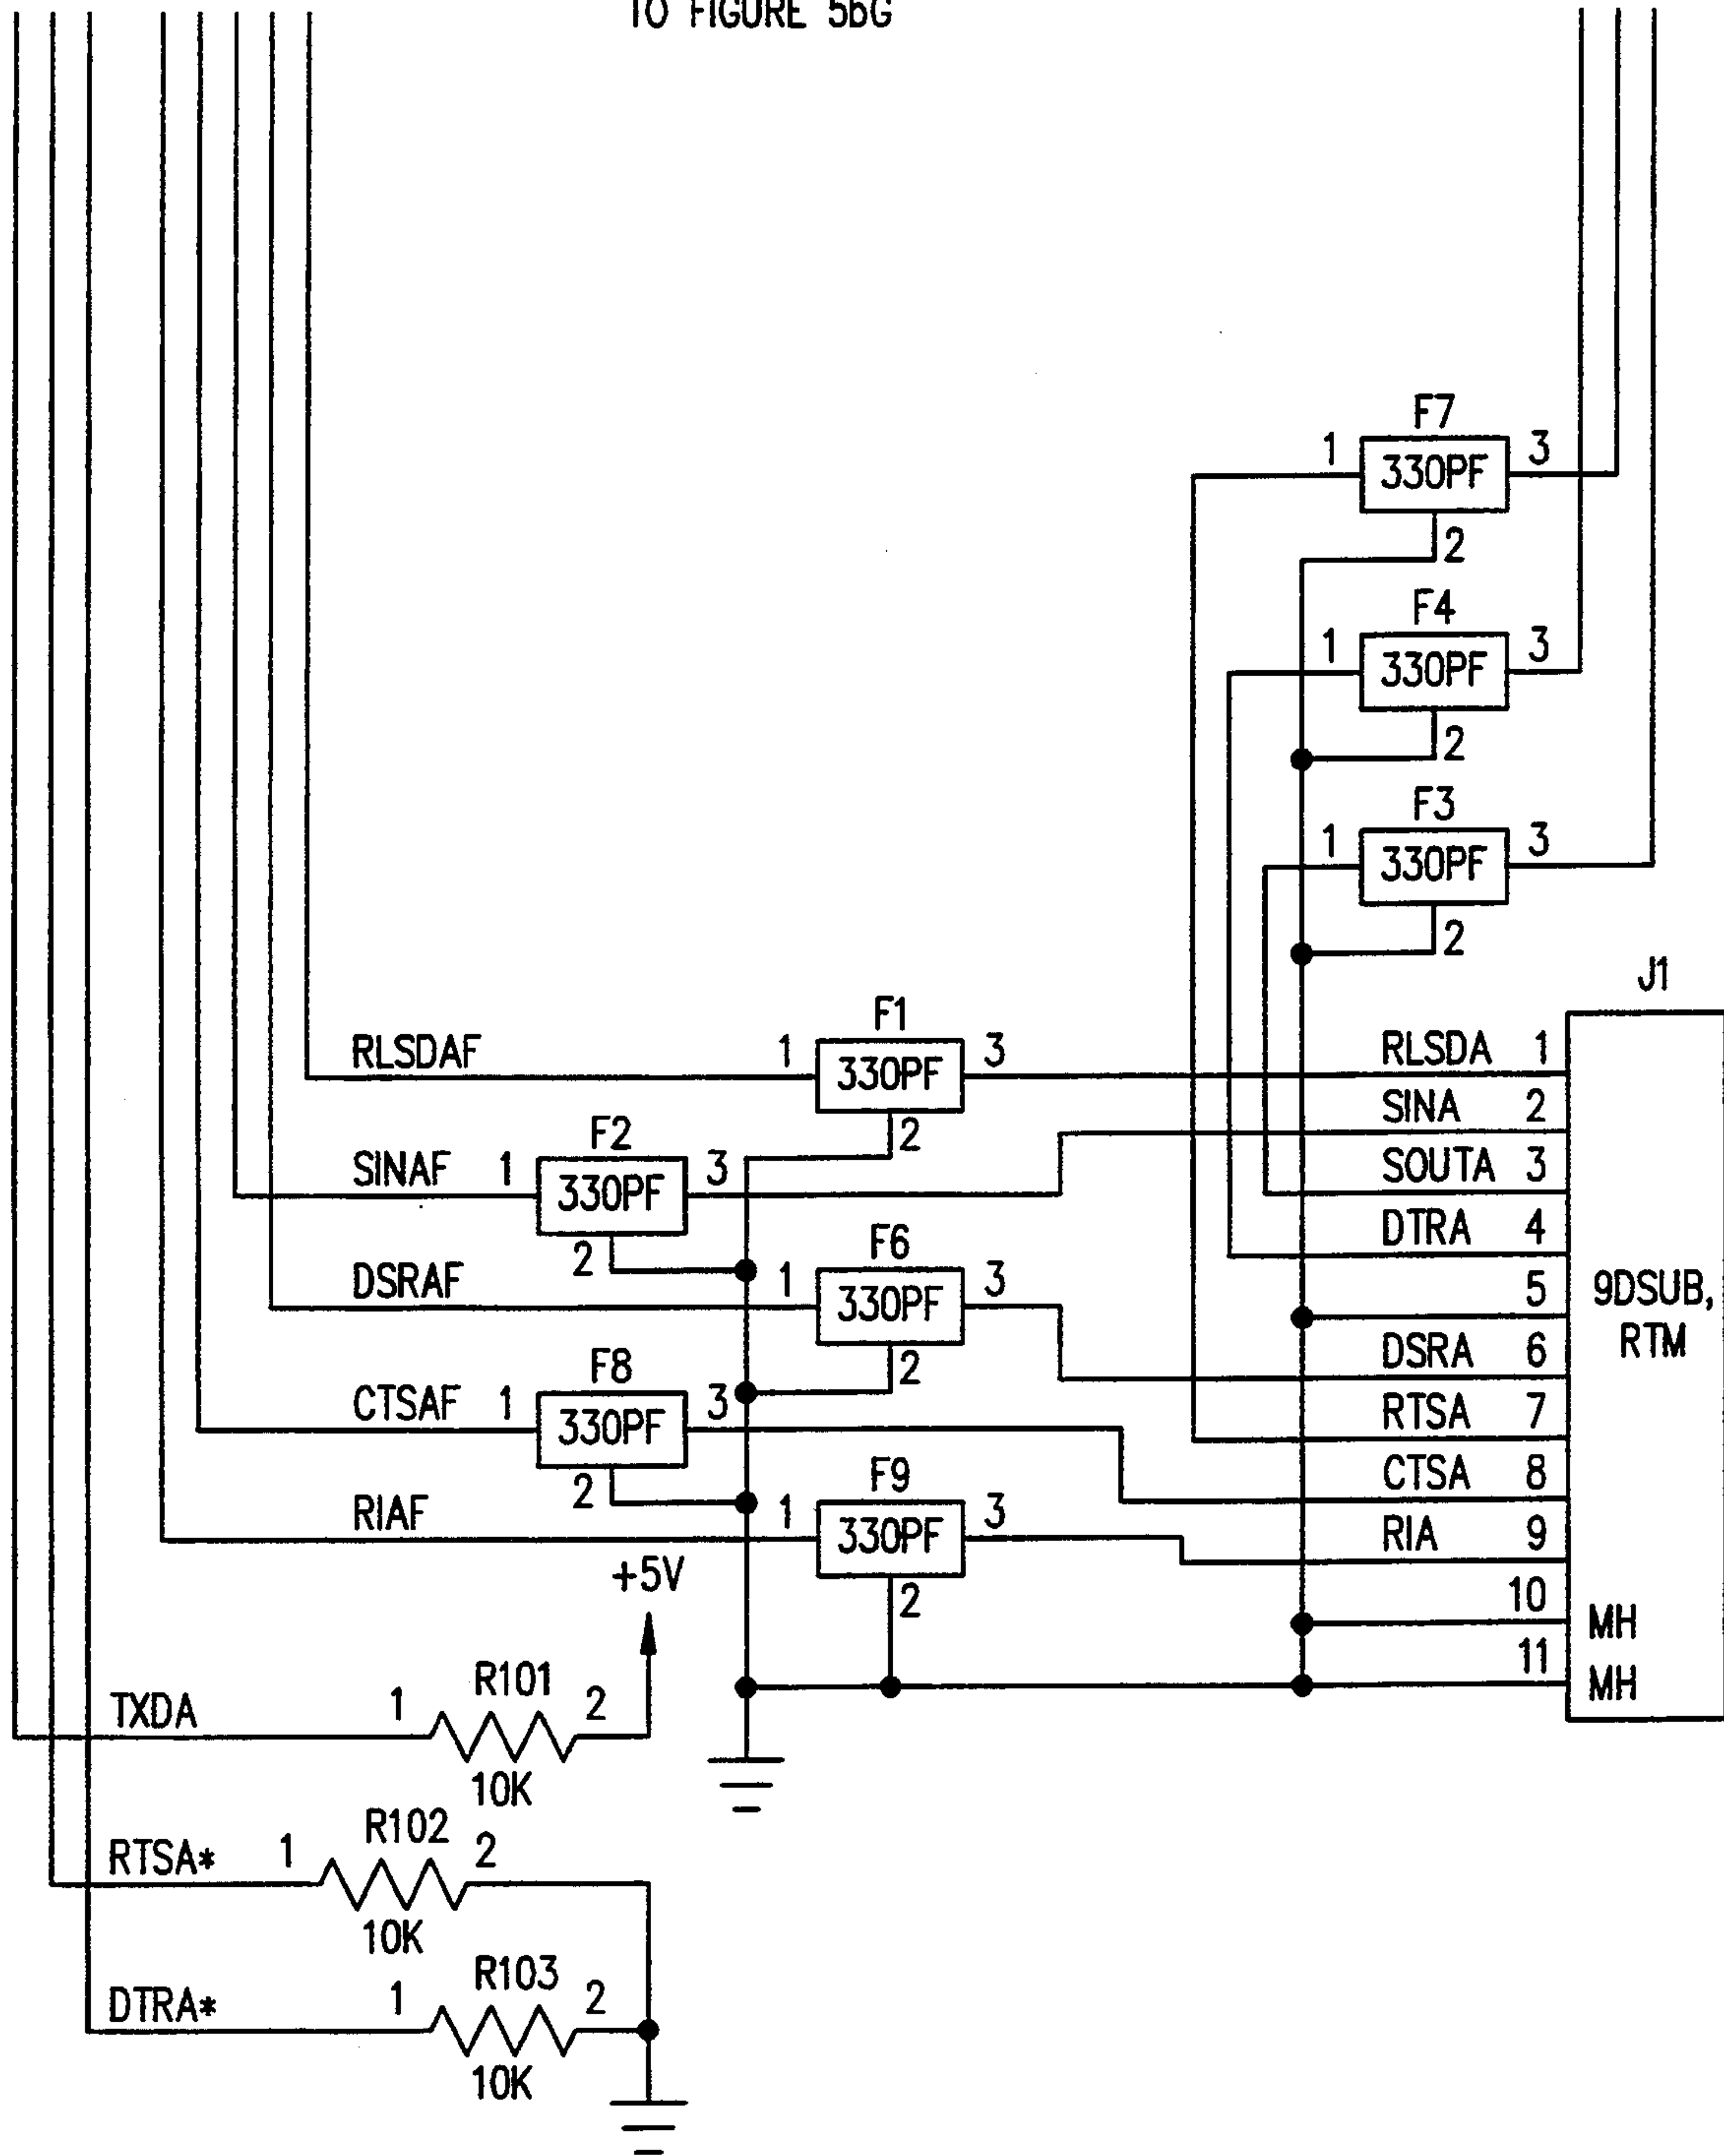 TO FIGURE 5bG
F7
1 330PF 3
2
F4
1 330PF 3
2
F3
1 330PF 3
2
J1
F1
RLSDAF 1 330PF 3 RLSDA 1
2
SINA 2
F2
SINAF 1 330PF 3 SOUTA 3
2
F6
DSRAF 1 330PF 3 DTRA 4
2
5 9DSUB,
RTM
DSRA 6
F8
CTSAF 1 330PF 3 RTSA 7
2
CTSA 8
F9
RIAF 1 330PF 3 RIA 9
2
+5V
10 MH
11 MH
R101
TXDA 1 2
10K
R102
RTSA* 1 2
10K
R103
DTRA* 1 2
10K